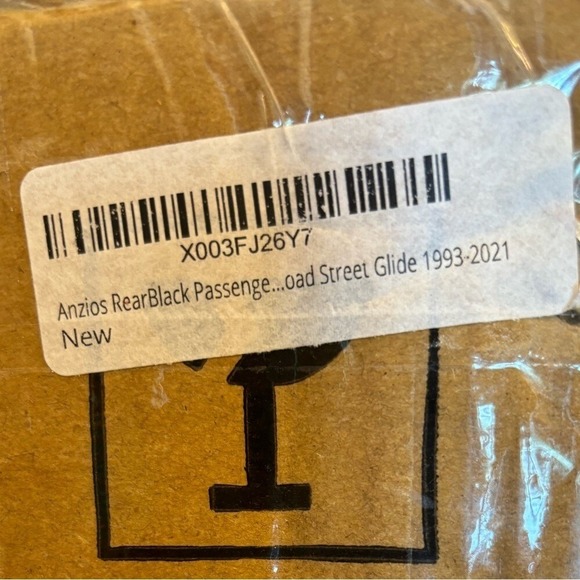 X003FJ26Y7
Anzios RearBlack Passenge...oad Street Glide 1993-2021
New